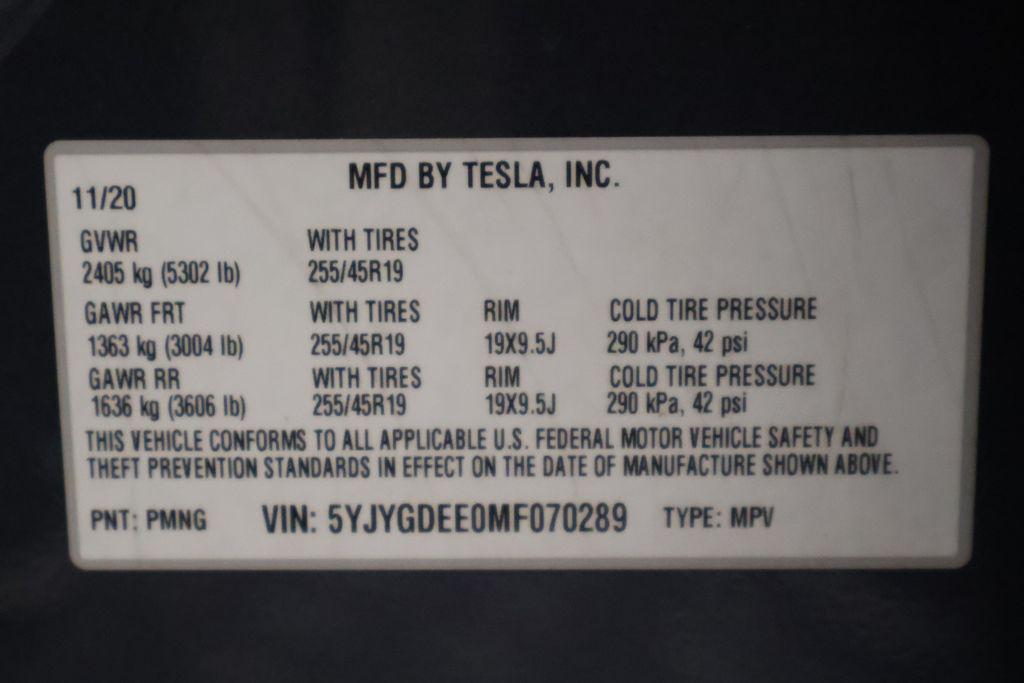 MFD BY TESLA, INC.
11/20
GVWR WITH TIRES
2405 kg (5302 lb) 255/45R19
GAWR FRT WITH TIRES RIM COLD TIRE PRESSURE
1363 kg (3004 lb) 255/45R19 19X9.5J 290 kPa, 42 psi
GAWR RR WITH TIRES RIM COLD TIRE PRESSURE
1636 kg (3606 lb) 255/45R19 19X9.5J 290 kPa, 42 psi
THIS VEHICLE CONFORMS TO ALL APPLICABLE U.S. FEDERAL MOTOR VEHICLE SAFETY AND
THEFT PREVENTION STANDARDS IN EFFECT ON THE DATE OF MANUFACTURE SHOWN ABOVE.
PNT: PMNG VIN: 5YJYGDEE0MF070289 TYPE: MPV